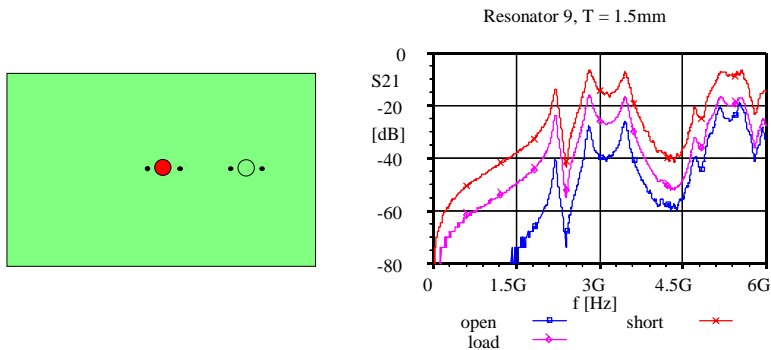 Resonator 9, T = 1.5mm
0
S21
-20
[dB]
-40
-60
-80
0 1.5G 3G 4.5G 6G
f [Hz]
open short
load